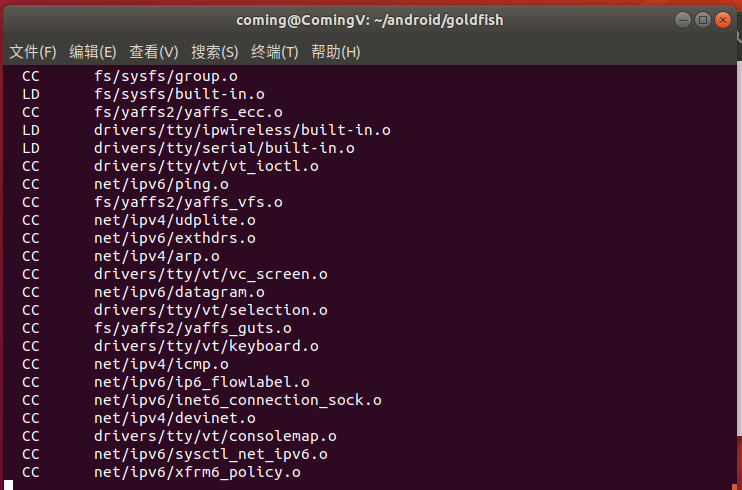 coming@ComingV: ~/android/goldfish
文件(F) 编辑(E) 查看(V) 搜索(S) 终端(T) 帮助(H)
CC fs/sysfs/group.o
LD fs/sysfs/built-in.o
CC fs/yaffs2/yaffs_ecc.o
LD drivers/tty/ipwireless/built-in.o
LD drivers/tty/serial/built-in.o
CC drivers/tty/vt/vt_ioctl.o
CC net/ipv6/ping.o
CC fs/yaffs2/yaffs_vfs.o
CC net/ipv4/udplite.o
CC net/ipv6/exthdrs.o
CC net/ipv4/arp.o
CC drivers/tty/vt/vc_screen.o
CC net/ipv6/datagram.o
CC drivers/tty/vt/selection.o
CC fs/yaffs2/yaffs_guts.o
CC drivers/tty/vt/keyboard.o
CC net/ipv4/icmp.o
CC net/ipv6/ip6_flowlabel.o
CC net/ipv6/inet6_connection_sock.o
CC net/ipv4/devinet.o
CC drivers/tty/vt/consolemap.o
CC net/ipv6/sysctl_net_ipv6.o
CC net/ipv6/xfrm6_policy.o